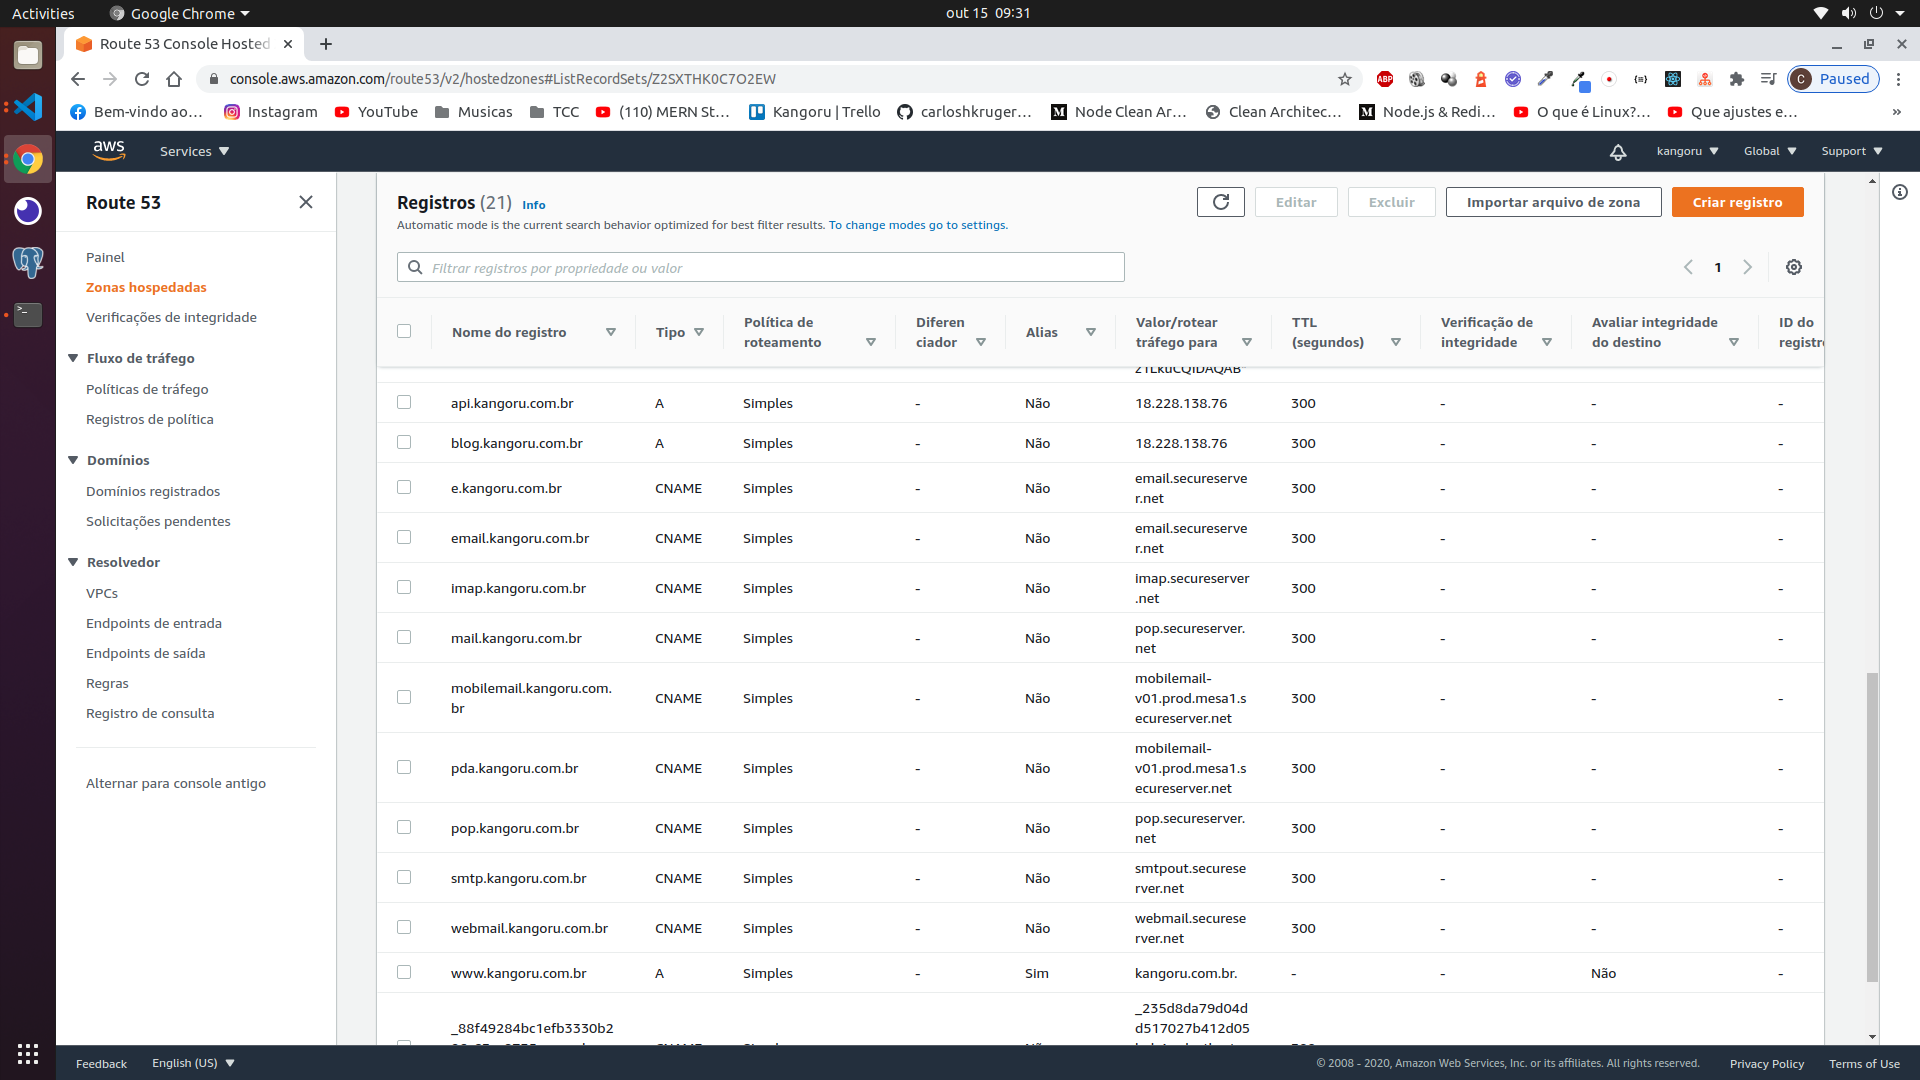 Activities
Google Chrome
out 15 09:31
Route 53 Console Hosted
console.aws.amazon.com/route53/v2/hostedzones#ListRecordSets/Z2SXTHK0C7O2EW
ABP
C Paused
Bem-vindo ao...
Instagram
YouTube
Musicas
TCC
(110) MERN St...
Kangoru | Trello
carloshkruger...
Node Clean Ar...
Clean Architec...
Node.js & Redi...
O que é Linux?...
Que ajustes e...
»
aws
Services
kangoru
Global
Support
Route 53
Painel
Zonas hospedadas
Verificações de integridade
Fluxo de tráfego
Políticas de tráfego
Registros de política
Domínios
Domínios registrados
Solicitações pendentes
Resolvedor
VPCs
Endpoints de entrada
Endpoints de saída
Regras
Registro de consulta
Alternar para console antigo
Registros (21) Info
Automatic mode is the current search behavior optimized for best filter results. To change modes go to settings.
Editar
Excluir
Importar arquivo de zona
Criar registro
Filtrar registros por propriedade ou valor
1
Nome do registro
Tipo
Política de
roteamento
Diferen
ciador
Alias
Valor/rotear
tráfego para
TTL
(segundos)
Verificação de
integridade
Avaliar integridade
do destino
ID do
registr
api.kangoru.com.br A Simples - Não 18.228.138.76 300 - - -
blog.kangoru.com.br A Simples - Não 18.228.138.76 300 - - -
e.kangoru.com.br CNAME Simples - Não email.secureserve 300 - - -
r.net
email.kangoru.com.br CNAME Simples - Não email.secureserve 300 - - -
r.net
imap.kangoru.com.br CNAME Simples - Não imap.secureserver 300 - - -
.net
mail.kangoru.com.br CNAME Simples - Não pop.secureserver. 300 - - -
net
mobilemail.kangoru.com.
br
CNAME Simples - Não mobilemail-
v01.prod.mesa1.s
ecureserver.net
300 - - -
pda.kangoru.com.br CNAME Simples - Não mobilemail-
v01.prod.mesa1.s
ecureserver.net
300 - - -
pop.kangoru.com.br CNAME Simples - Não pop.secureserver. 300 - - -
net
smtp.kangoru.com.br CNAME Simples - Não smtpout.securese 300 - - -
rver.net
webmail.kangoru.com.br CNAME Simples - Não webmail.securese 300 - - -
rver.net
www.kangoru.com.br A Simples - Sim kangoru.com.br. - - Não -
_88f49284bc1efb3330b2
_235d8da79d04d
d517027b412d05
Feedback
English (US)
© 2008 - 2020, Amazon Web Services, Inc. or its affiliates. All rights reserved.
Privacy Policy
Terms of Use